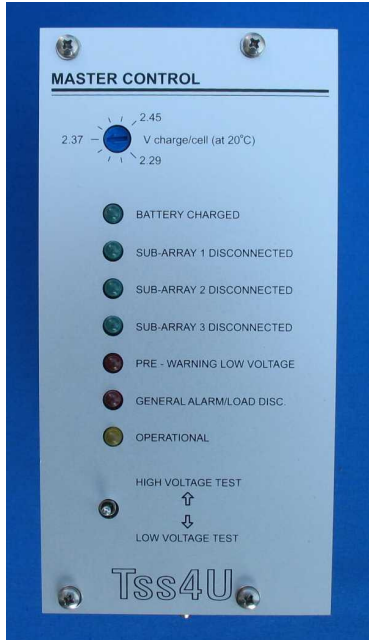 MASTER CONTROL
2.45
2.37
V charge/cell (at 20°C)
2.29
BATTERY CHARGED
SUB-ARRAY 1 DISCONNECTED
SUB-ARRAY 2 DISCONNECTED
SUB-ARRAY 3 DISCONNECTED
PRE - WARNING LOW VOLTAGE
GENERAL ALARM/LOAD DISC.
OPERATIONAL
HIGH VOLTAGE TEST
LOW VOLTAGE TEST
Tss4U